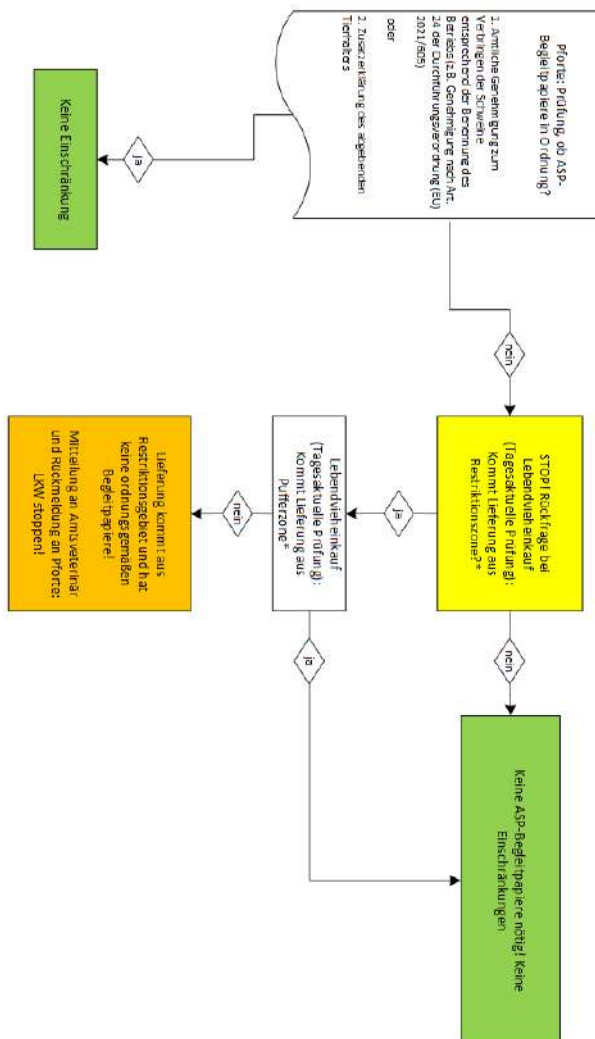 Pforte: Prüfung, ob ASP-
Begleitpapiere in Ordnung?
1. Amtliche Genehmigung zum
Verbringen der Schweine
entsprechend der Benennung des
Betriebs (z.B. Genehmigung nach Art.
24 der Durchführungsverordnung (EU)
2021/605)
oder
2. Zusatzerklärung des abgebenden
Tierhalters
ja
Keine Einschränkung
nein
STOP! Rückfrage bei
Lebendvieheinkauf
(Tagesaktuelle Prüfung):
Kommt Lieferung aus
Restriktionszone?*
ja
Lebendvieheinkauf
(Tagesaktuelle Prüfung):
Kommt Lieferung aus
Pufferzone*
nein
Lieferung kommt aus
Restriktionsgebiet und hat
keine ordnungsgemäßen
Begleitpapiere!
Mitteilung an Amtsveterinär
und Rückmeldung an Pforte:
LKW stoppen!
nein
ja
Keine ASP-Begleitpapiere nötig! Keine
Einschränkungen